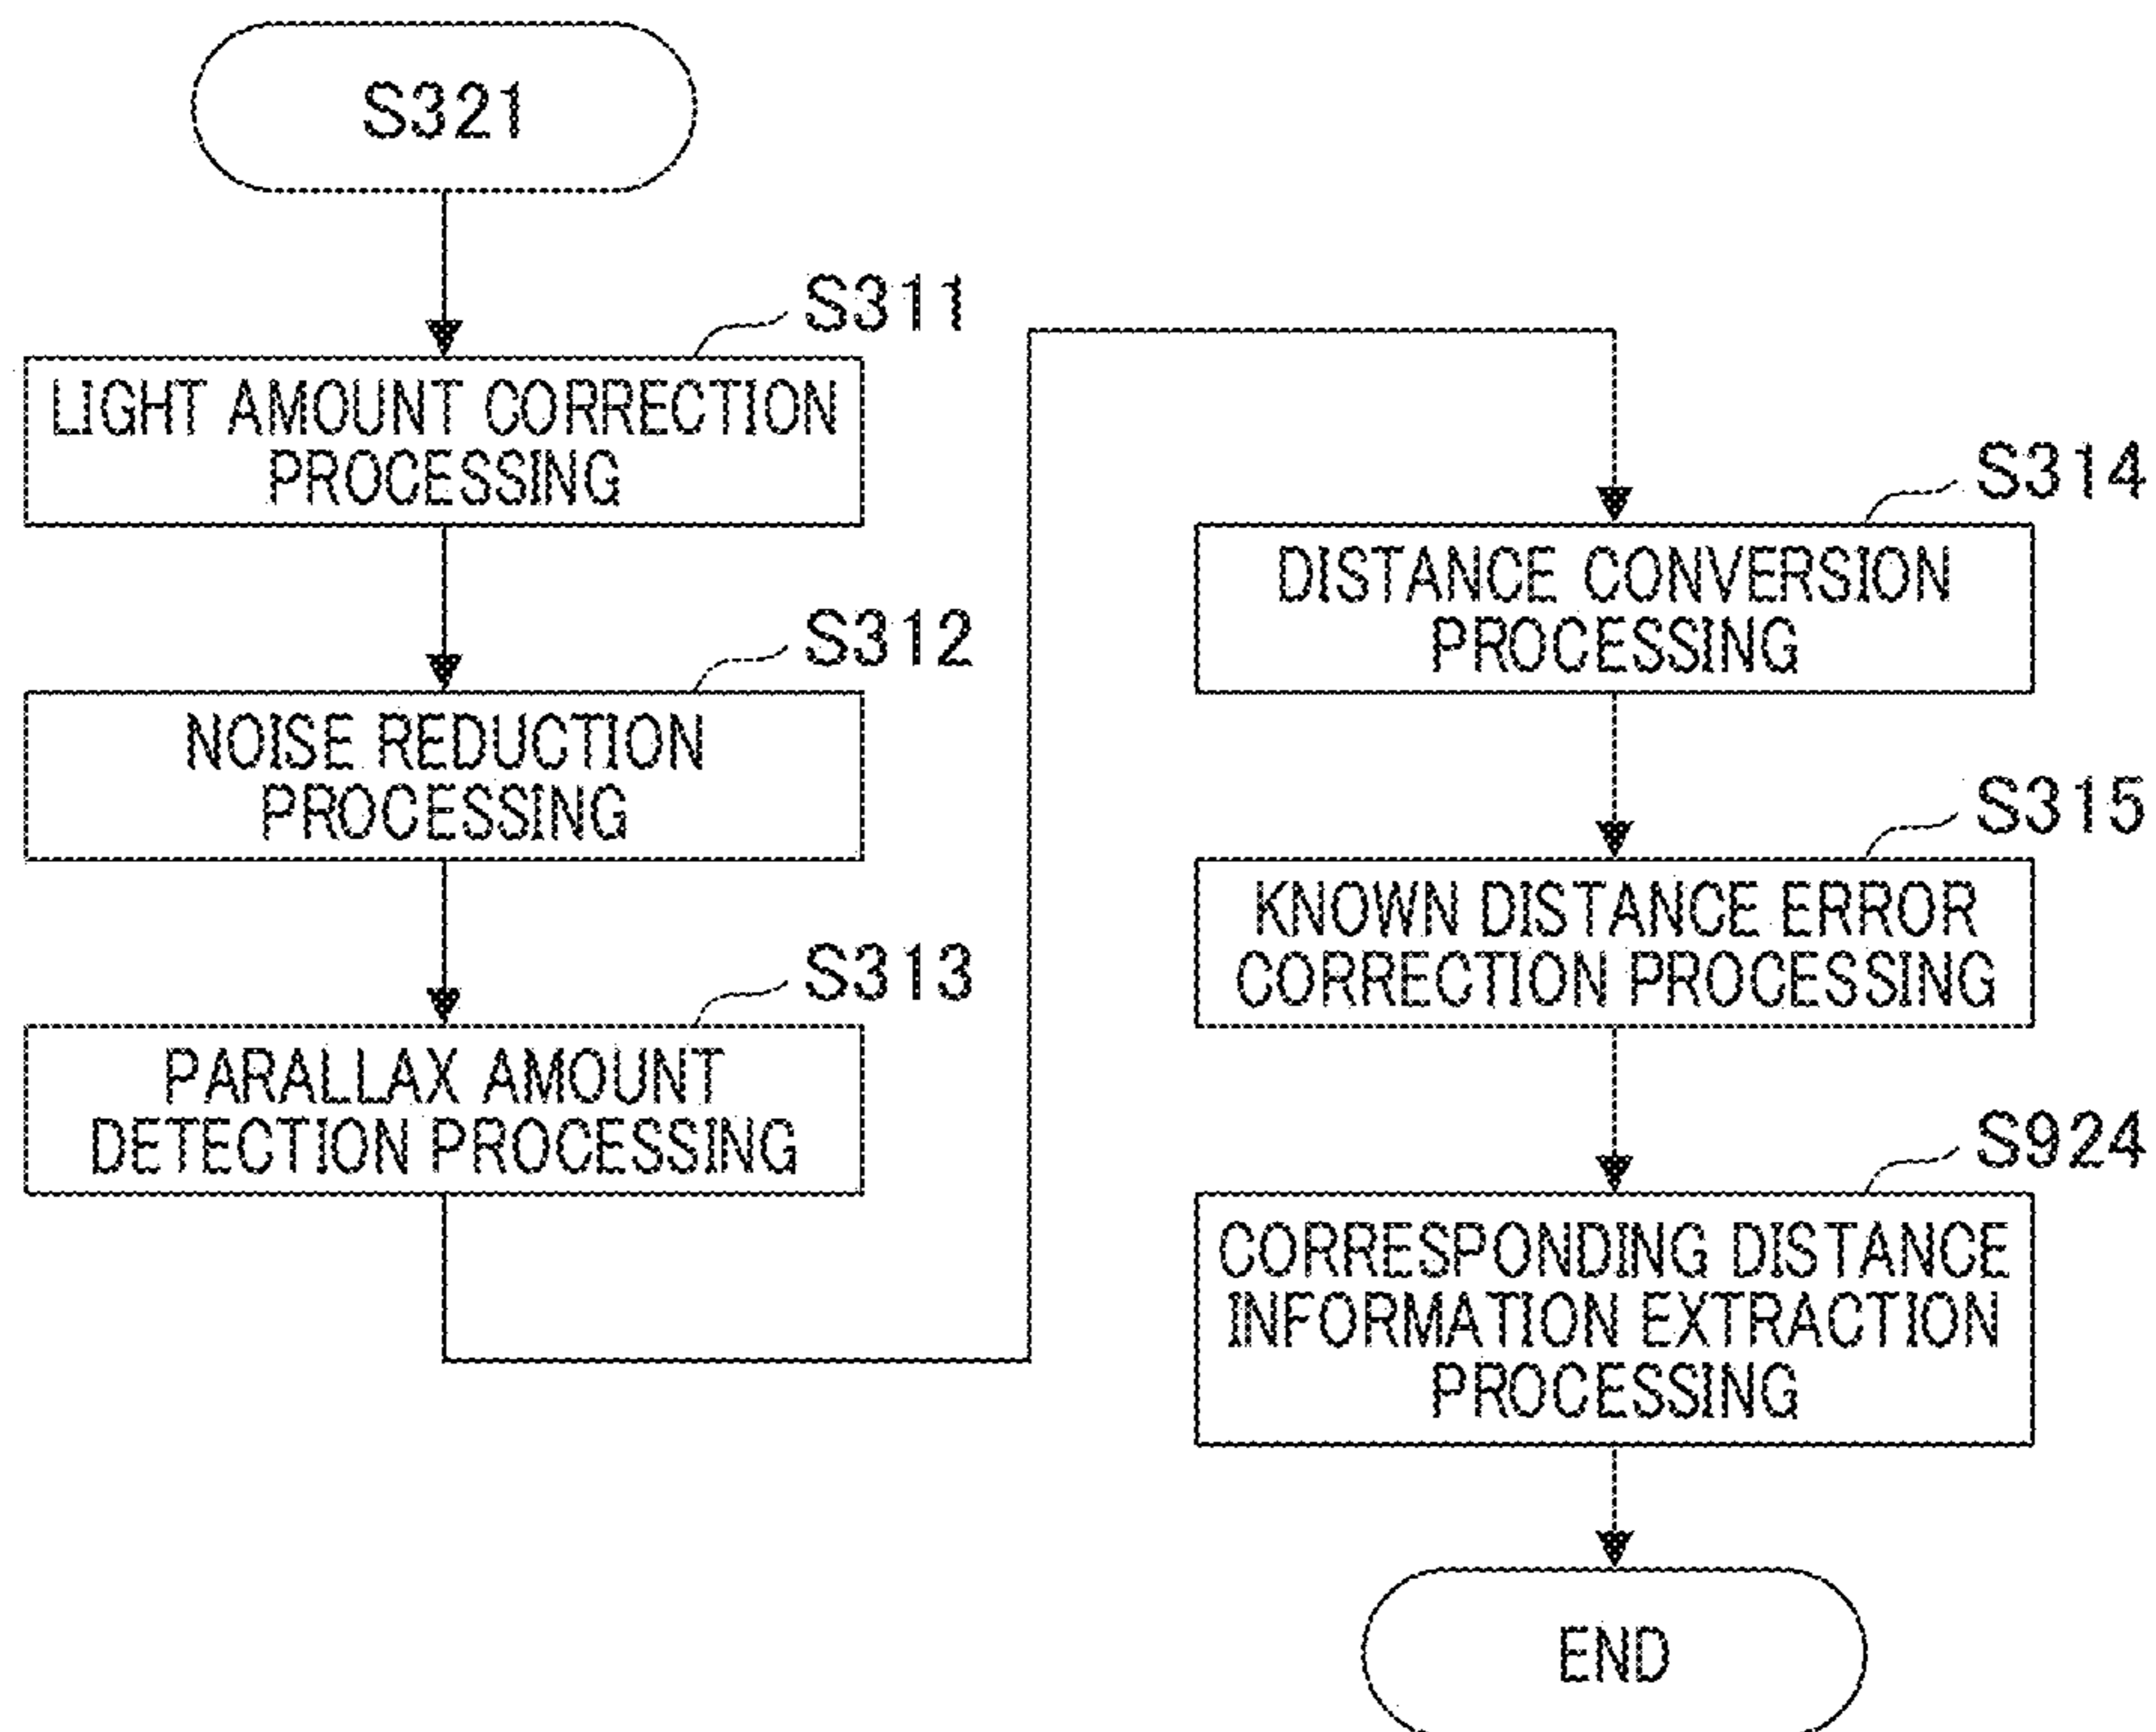 S321
S311
LIGHT AMOUNT CORRECTION
PROCESSING
S312
NOISE REDUCTION
PROCESSING
S313
PARALLAX AMOUNT
DETECTION PROCESSING
S314
DISTANCE CONVERSION
PROCESSING
S315
KNOWN DISTANCE ERROR
CORRECTION PROCESSING
S924
CORRESPONDING DISTANCE
INFORMATION EXTRACTION
PROCESSING
END